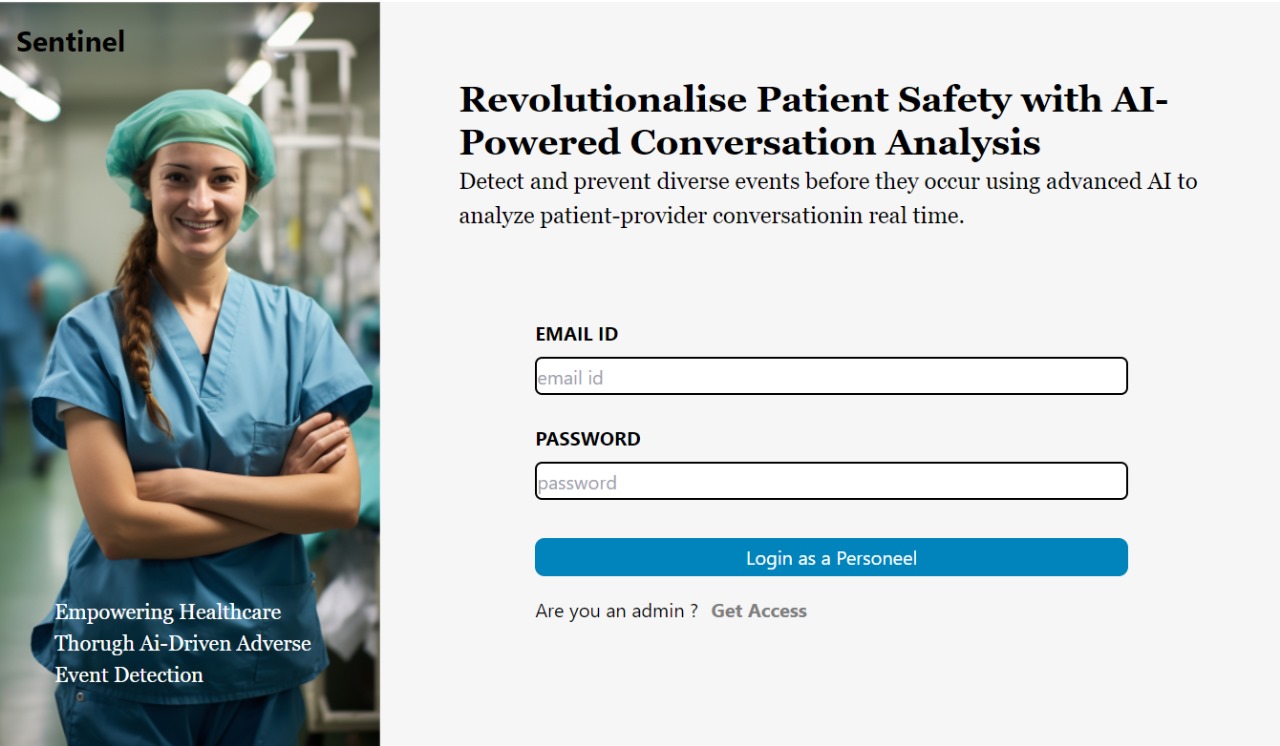 Sentinel
Revolutionalise Patient Safety with AI-
Powered Conversation Analysis
Detect and prevent diverse events before they occur using advanced AI to
analyze patient-provider conversationin real time.
EMAIL ID
email id
PASSWORD
password
Login as a Personeel
Are you an admin ? Get Access
Empowering Healthcare
Thorugh Ai-Driven Adverse
Event Detection